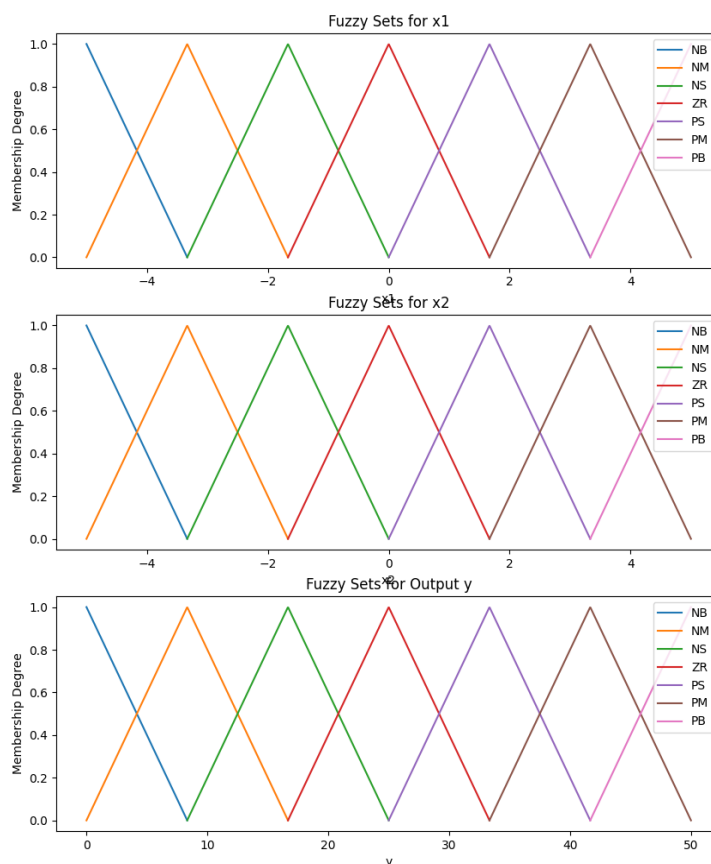 Fuzzy Sets for x1
1.0
0.8
0.6
0.4
0.2
0.0
Membership Degree
NB
NM
NS
ZR
PS
PM
PB
−4 −2 0 2 4
x1
Fuzzy Sets for x2
1.0
0.8
0.6
0.4
0.2
0.0
Membership Degree
NB
NM
NS
ZR
PS
PM
PB
−4 −2 0 2 4
x2
Fuzzy Sets for Output y
1.0
0.8
0.6
0.4
0.2
0.0
Membership Degree
NB
NM
NS
ZR
PS
PM
PB
0 10 20 30 40 50
y